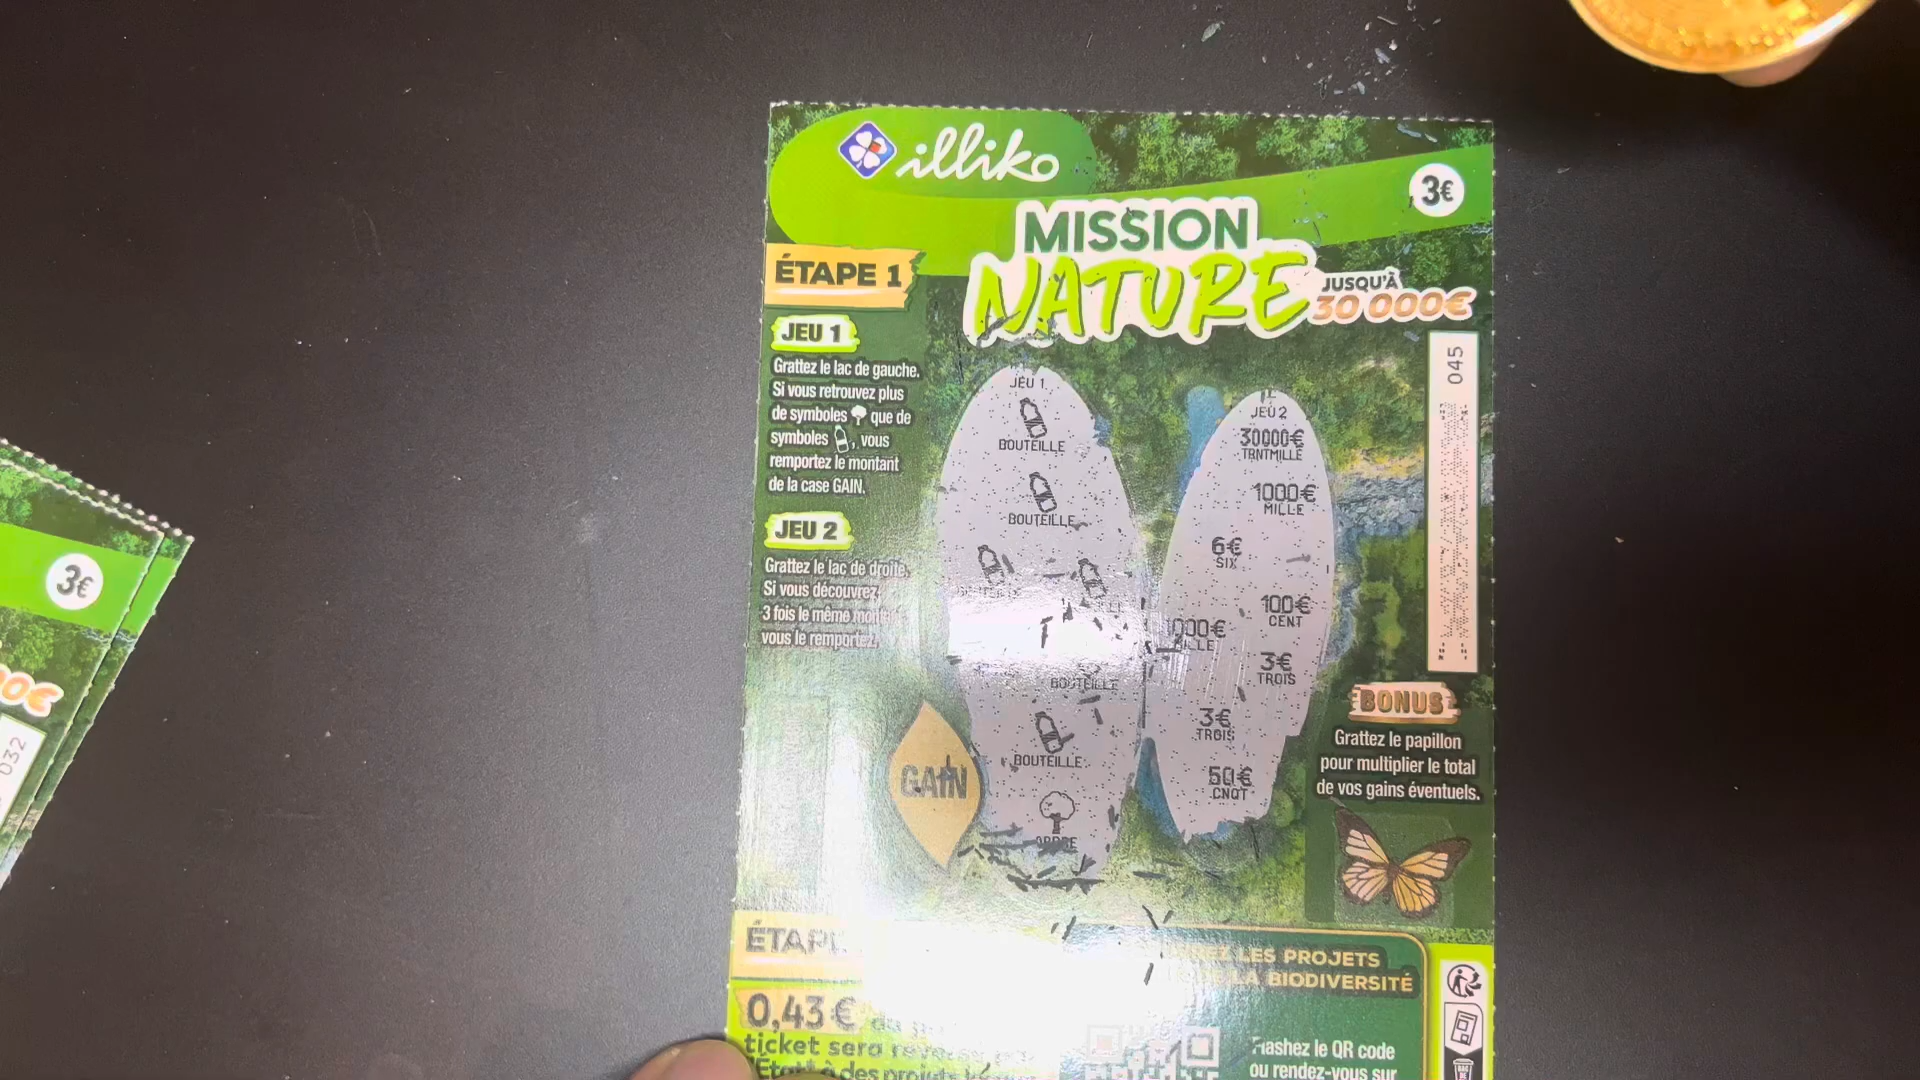 illiko
3€
MISSION
NATURE
JUSQU'À
30 000€
ÉTAPE 1
JEU 1
Grattez le lac de gauche.
Si vous retrouvez plus
de symboles que de
symboles , vous
remportez le montant
de la case GAIN.
JEU 2
Grattez le lac de droite.
Si vous découvrez
3 fois le même
vous le remportez.
JEU 1
BOUTEILLE
BOUTEILLE
BOUTEILLE
BOUTEILLE
GAIN
JEU 2
30000€
TRNTMILLE
1000€
MILLE
6€
SIX
100€
CENT
3€
TROIS
3€
TROIS
50€
CNQT
045
BONUS
Grattez le papillon
pour multiplier le total
de vos gains éventuels.
LES PROJETS
LA BIODIVERSITÉ
0,43€
ticket sera
à des projets
Flashez le QR code
ou rendez-vous sur
3€
032